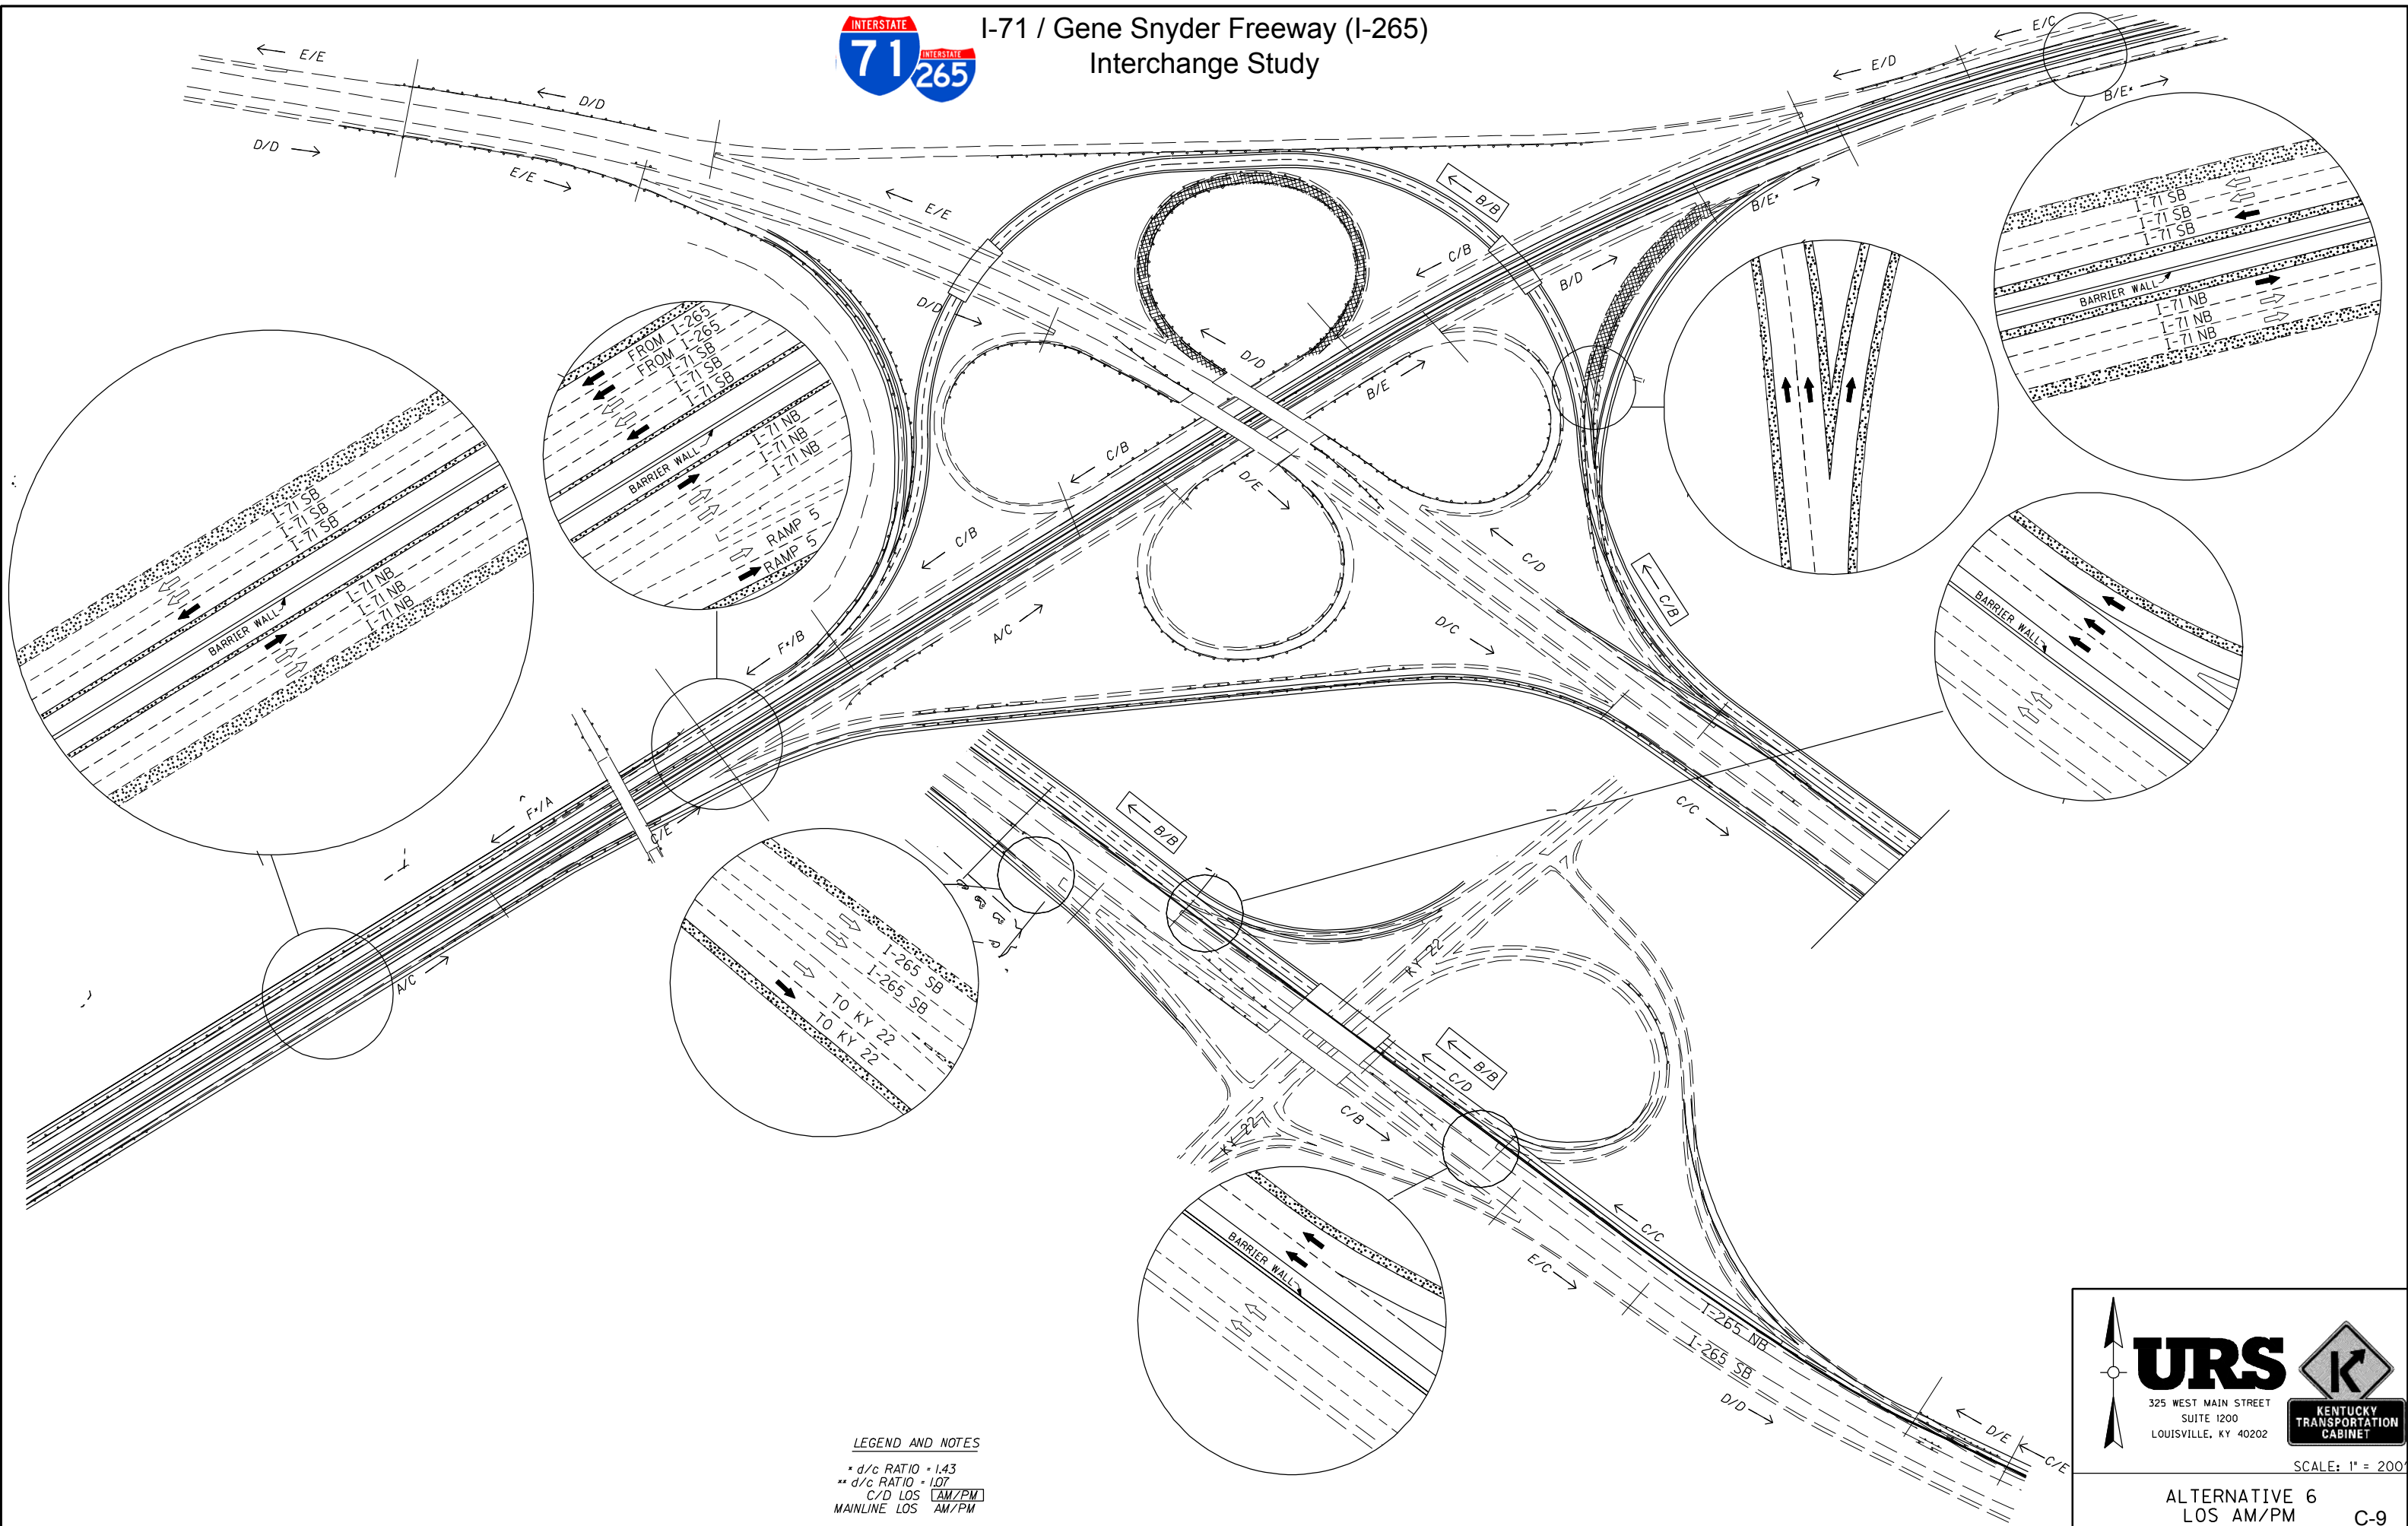 I-71 / Gene Snyder Freeway (I-265)
Interchange Study
INTERSTATE
71
INTERSTATE
265
E/E
D/D
D/D
E/E
E/E
D/D
B/B
C/B
B/D
E/C
E/D
B/E*
B/E*
D/D
B/E
C/B
D/E
C/B
A/C
C/D
C/B
D/C
F*/B
F*/A
C/E
A/C
C/C
I-71 SB
I-71 SB
I-71 SB
BARRIER WALL
I-71 NB
I-71 NB
I-71 NB
FROM I-265
FROM I-265
I-71 SB
I-71 SB
I-71 SB
BARRIER WALL
I-71 NB
I-71 NB
I-71 NB
RAMP 5
RAMP 5
I-71 SB
I-71 SB
I-71 SB
BARRIER WALL
I-71 NB
I-71 NB
I-71 NB
BARRIER WALL
I-265 SB
I-265 SB
TO KY 22
TO KY 22
B/B
KY 22
B/B
C/D
C/B
KY 22
BARRIER WALL
C/C
E/C
I-265 NB
I-265 SB
D/D
D/E
C/E
LEGEND AND NOTES
* d/c RATIO = 1.43
** d/c RATIO = 1.07
C/D LOS AM/PM
MAINLINE LOS AM/PM
URS
325 WEST MAIN STREET
SUITE 1200
LOUISVILLE, KY 40202
KENTUCKY
TRANSPORTATION
CABINET
SCALE: 1" = 200'
ALTERNATIVE 6
LOS AM/PM
C-9